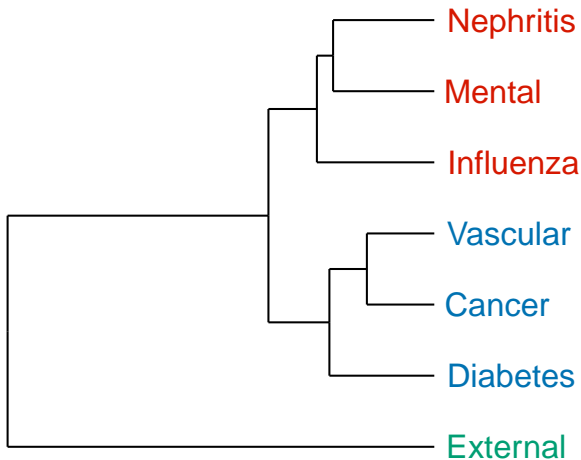 Nephritis
Mental
Influenza
Vascular
Cancer
Diabetes
External